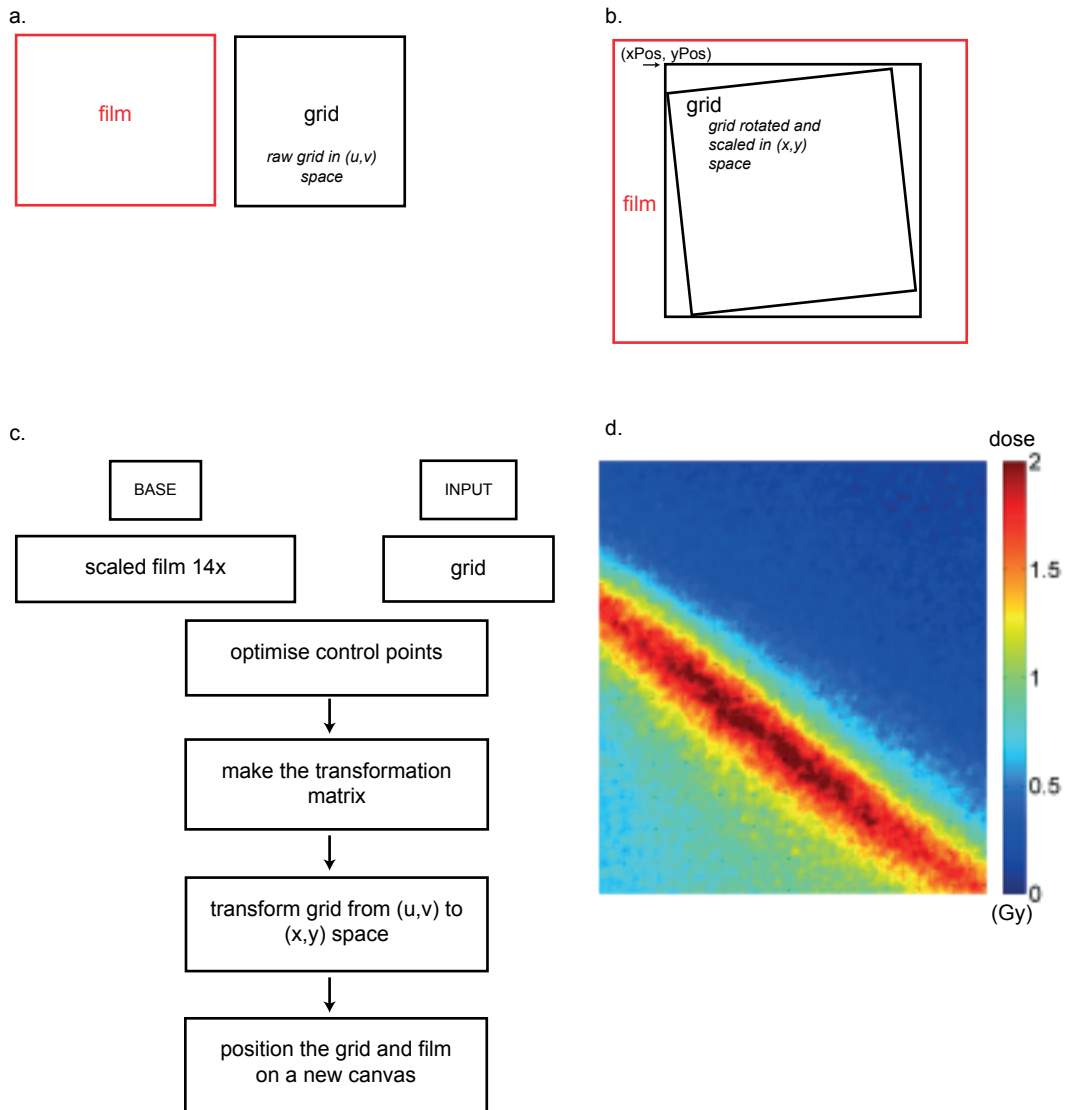 a.
film
grid
raw grid in (u,v)
space
b.
(xPos, yPos)
grid
grid rotated and
scaled in (x,y)
space
film
c.
BASE
INPUT
scaled film 14x
grid
optimise control points
make the transformation
matrix
transform grid from (u,v) to
(x,y) space
position the grid and film
on a new canvas
d.
dose
2
1.5
1
0.5
0
(Gy)